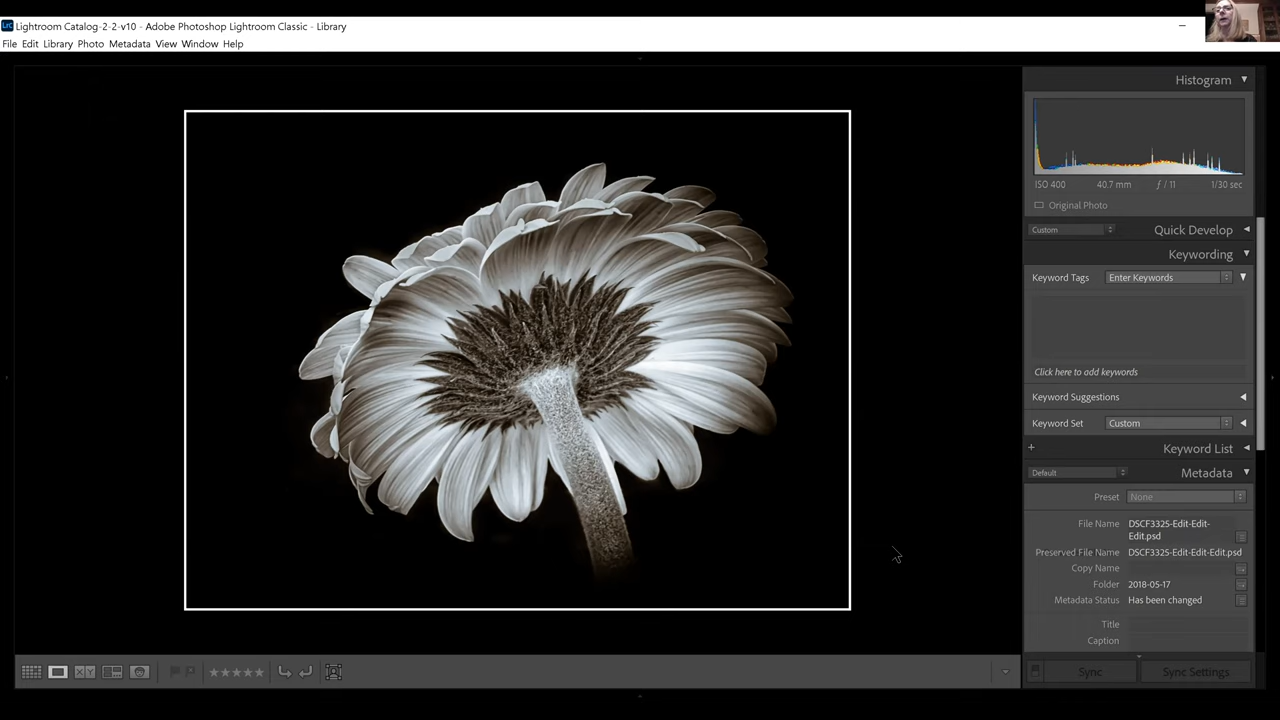 Lrc Lightroom Catalog-2-2-v10 - Adobe Photoshop Lightroom Classic - Library
File Edit Library Photo Metadata View Window Help
Histogram
ISO 400 40.7 mm ƒ / 11 1/30 sec
Original Photo
Custom Quick Develop
Keywording
Keyword Tags Enter Keywords
Click here to add keywords
Keyword Suggestions
Keyword Set Custom
+ Keyword List
Default Metadata
Preset None
File Name DSCF3325-Edit-Edit-
Edit.psd
Preserved File Name DSCF3325-Edit-Edit-Edit.psd
Copy Name
Folder 2018-05-17
Metadata Status Has been changed
Title
Caption
XY
Sync Sync Settings